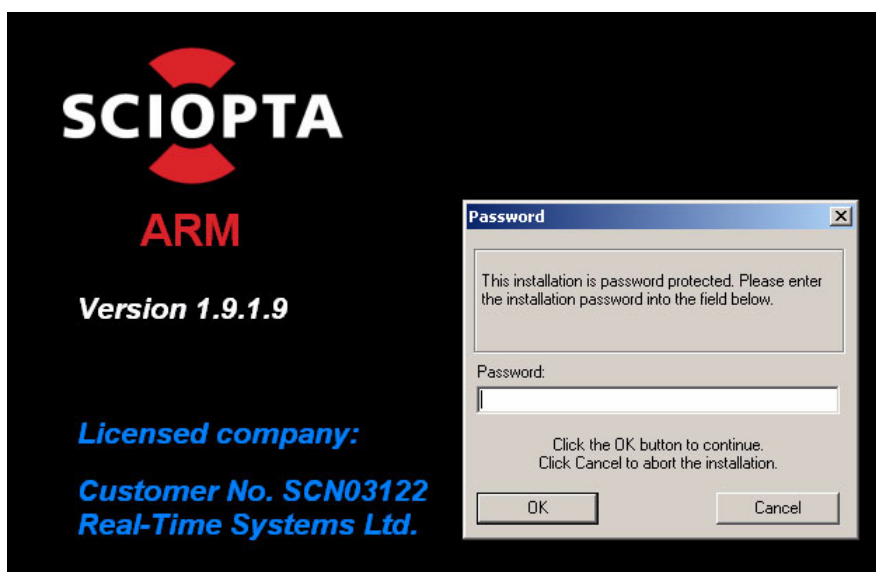 SCIOPTA
ARM
Version 1.9.1.9
Licensed company:
Customer No. SCN03122
Real-Time Systems Ltd.
Password
This installation is password protected. Please enter
the installation password into the field below.
Password:
Click the OK button to continue.
Click Cancel to abort the installation.
OK
Cancel